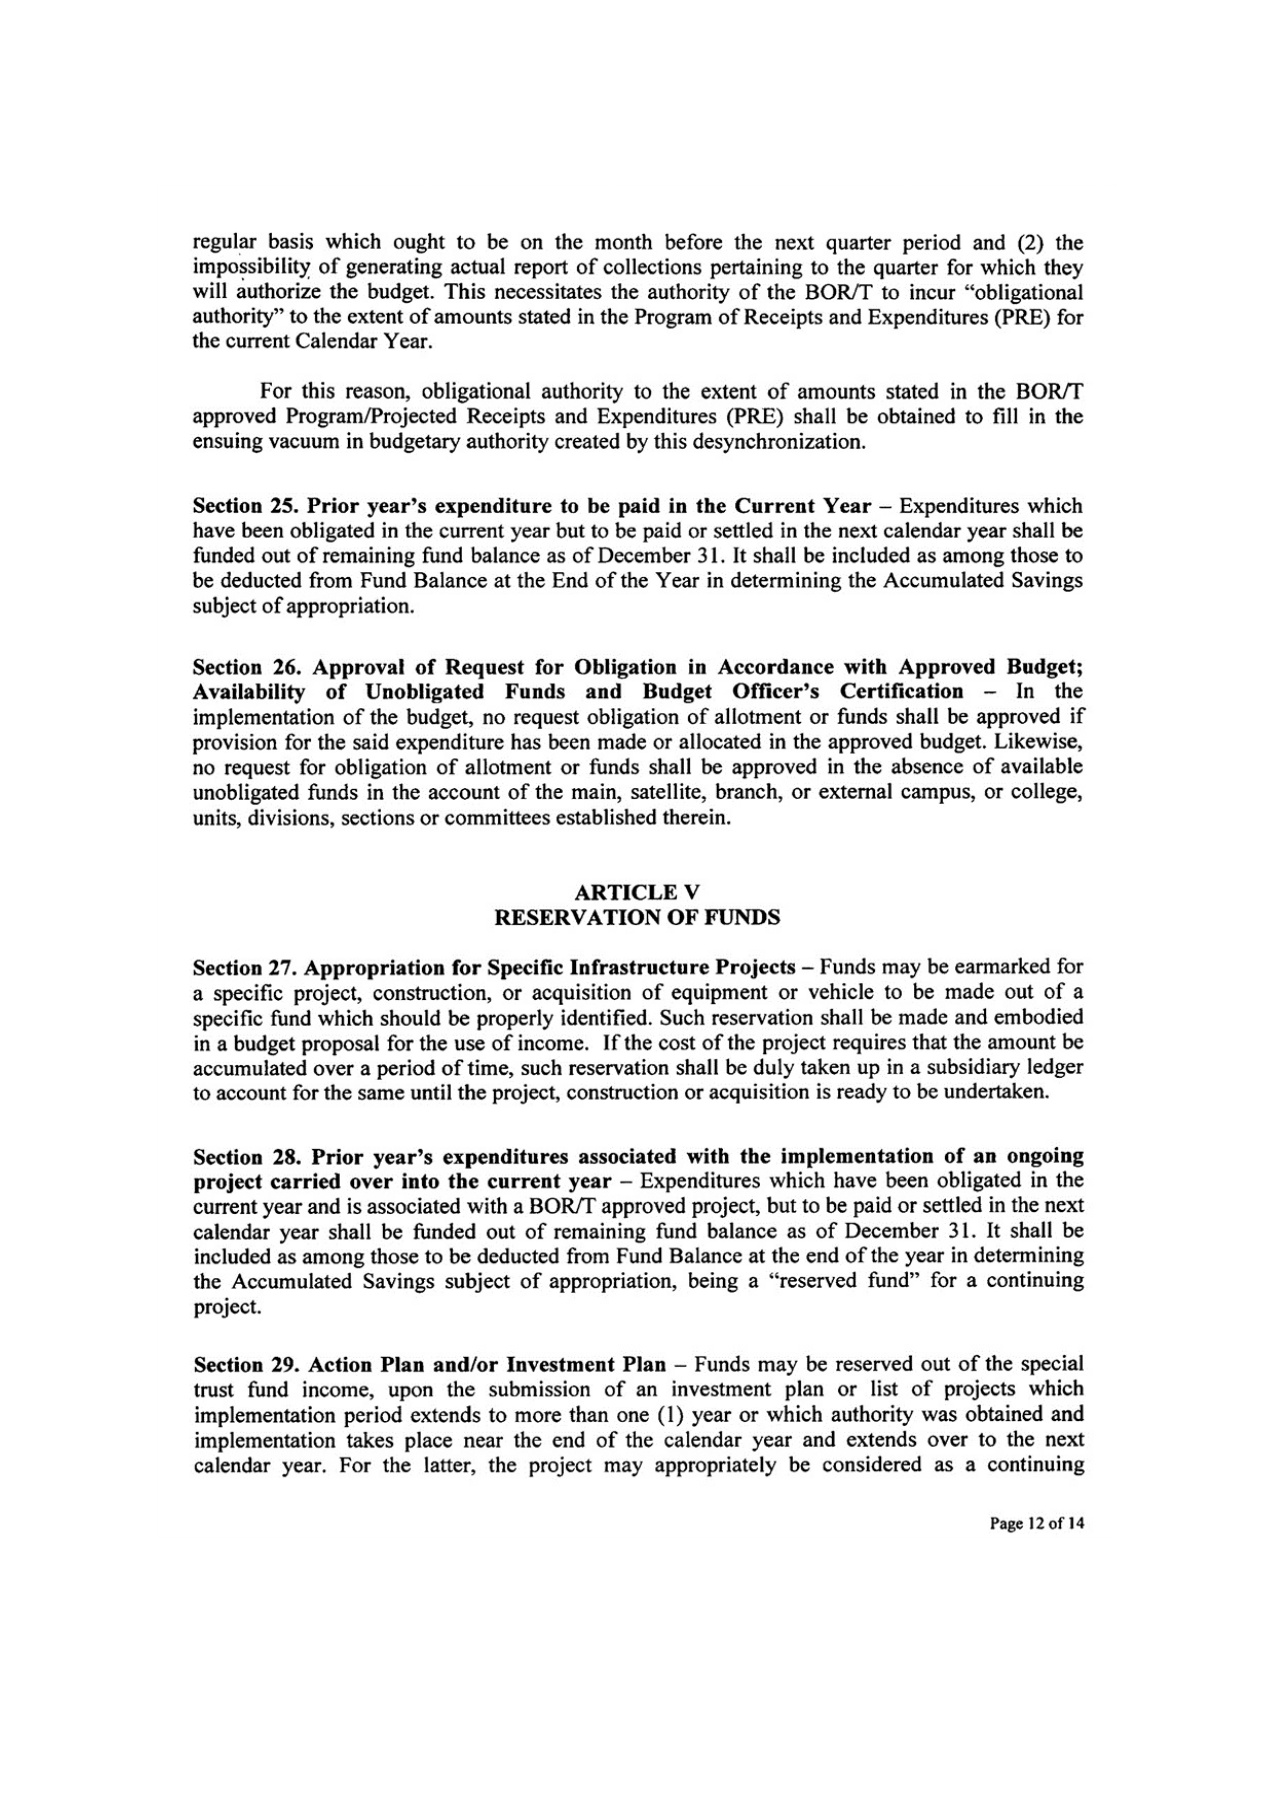 regular basis which ought to be on the month before the next quarter period and (2) the
impossibility of generating actual report of collections pertaining to the quarter for which they
will authorize the budget. This necessitates the authority of the BOR/T to incur “obligational
authority” to the extent of amounts stated in the Program of Receipts and Expenditures (PRE) for
the current Calendar Year.
For this reason, obligational authority to the extent of amounts stated in the BOR/T
approved Program/Projected Receipts and Expenditures (PRE) shall be obtained to fill in the
ensuing vacuum in budgetary authority created by this desynchronization.
Section 25. Prior year’s expenditure to be paid in the Current Year – Expenditures which
have been obligated in the current year but to be paid or settled in the next calendar year shall be
funded out of remaining fund balance as of December 31. It shall be included as among those to
be deducted from Fund Balance at the End of the Year in determining the Accumulated Savings
subject of appropriation.
Section 26. Approval of Request for Obligation in Accordance with Approved Budget;
Availability of Unobligated Funds and Budget Officer’s Certification – In the
implementation of the budget, no request obligation of allotment or funds shall be approved if
provision for the said expenditure has been made or allocated in the approved budget. Likewise,
no request for obligation of allotment or funds shall be approved in the absence of available
unobligated funds in the account of the main, satellite, branch, or external campus, or college,
units, divisions, sections or committees established therein.
ARTICLE V
RESERVATION OF FUNDS
Section 27. Appropriation for Specific Infrastructure Projects – Funds may be earmarked for
a specific project, construction, or acquisition of equipment or vehicle to be made out of a
specific fund which should be properly identified. Such reservation shall be made and embodied
in a budget proposal for the use of income. If the cost of the project requires that the amount be
accumulated over a period of time, such reservation shall be duly taken up in a subsidiary ledger
to account for the same until the project, construction or acquisition is ready to be undertaken.
Section 28. Prior year’s expenditures associated with the implementation of an ongoing
project carried over into the current year – Expenditures which have been obligated in the
current year and is associated with a BOR/T approved project, but to be paid or settled in the next
calendar year shall be funded out of remaining fund balance as of December 31. It shall be
included as among those to be deducted from Fund Balance at the end of the year in determining
the Accumulated Savings subject of appropriation, being a “reserved fund” for a continuing
project.
Section 29. Action Plan and/or Investment Plan – Funds may be reserved out of the special
trust fund income, upon the submission of an investment plan or list of projects which
implementation period extends to more than one (1) year or which authority was obtained and
implementation takes place near the end of the calendar year and extends over to the next
calendar year. For the latter, the project may appropriately be considered as a continuing
Page 12 of 14